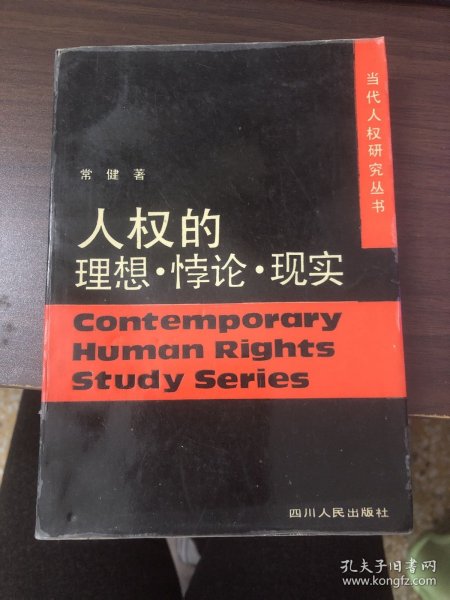 当代人权研究丛书
常健著
人权的
理想·悖论·现实
Contemporary
Human Rights
Study Series
四川人民出版社
孔夫子旧书网
www.kongfz.com